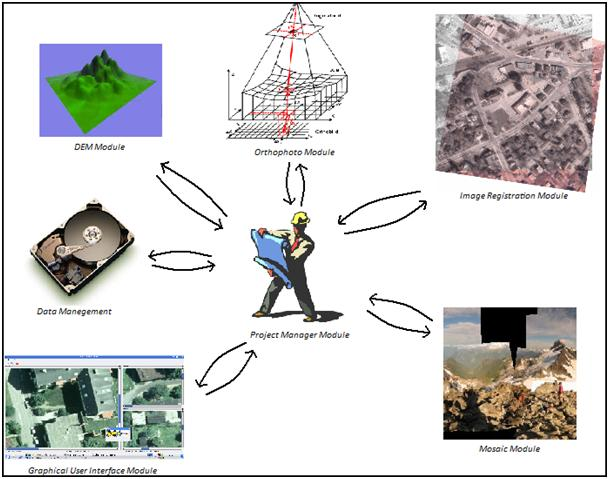 DEM Module
Orthophoto Module
Image Registration Module
Data Manegement
Project Manager Module
Mosaic Module
Graphical User Interface Module